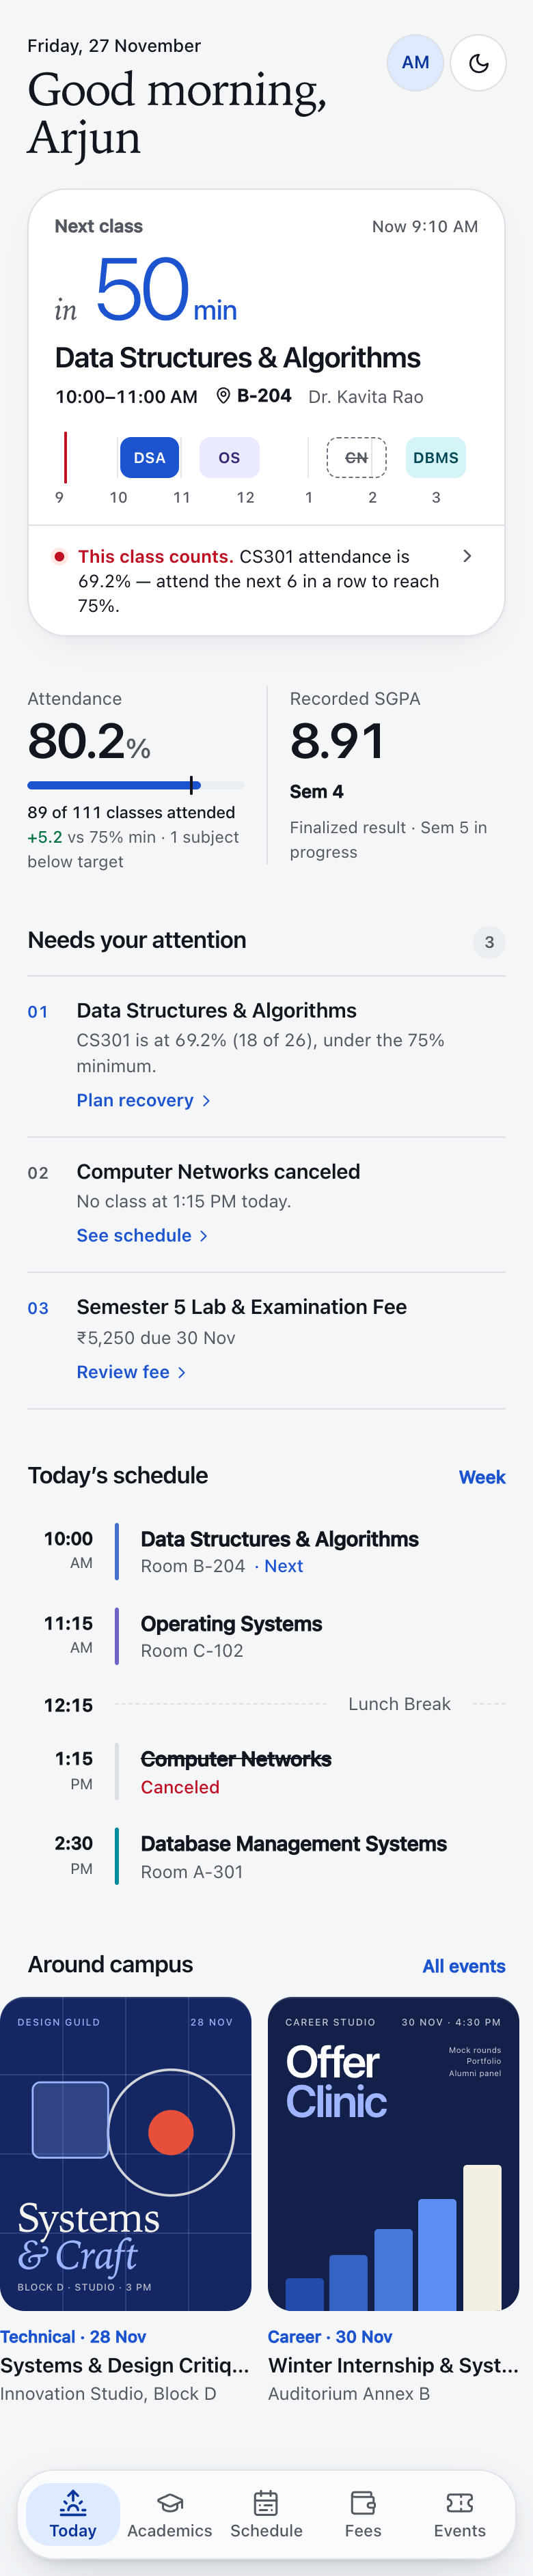 Friday, 27 November
Good morning,
Arjun
AM
Next class
Now 9:10 AM
in 50 min
Data Structures & Algorithms
10:00–11:00 AM B-204 Dr. Kavita Rao
DSA OS CN DBMS
9 10 11 12 1 2 3
This class counts. CS301 attendance is
69.2% — attend the next 6 in a row to reach
75%.
Attendance
80.2%
89 of 111 classes attended
+5.2 vs 75% min · 1 subject
below target
Recorded SGPA
8.91
Sem 4
Finalized result · Sem 5 in
progress
Needs your attention
3
01
Data Structures & Algorithms
CS301 is at 69.2% (18 of 26), under the 75%
minimum.
Plan recovery
02
Computer Networks canceled
No class at 1:15 PM today.
See schedule
03
Semester 5 Lab & Examination Fee
₹5,250 due 30 Nov
Review fee
Today’s schedule
Week
10:00
AM
Data Structures & Algorithms
Room B-204 · Next
11:15
AM
Operating Systems
Room C-102
12:15
Lunch Break
1:15
PM
Computer Networks
Canceled
2:30
PM
Database Management Systems
Room A-301
Around campus
All events
DESIGN GUILD
28 NOV
Systems
& Craft
BLOCK D · STUDIO · 3 PM
Technical · 28 Nov
Systems & Design Critiq...
Innovation Studio, Block D
CAREER STUDIO
30 NOV · 4:30 PM
Offer
Clinic
Mock rounds
Portfolio
Alumni panel
Career · 30 Nov
Winter Internship & Syst...
Auditorium Annex B
Today
Academics
Schedule
Fees
Events